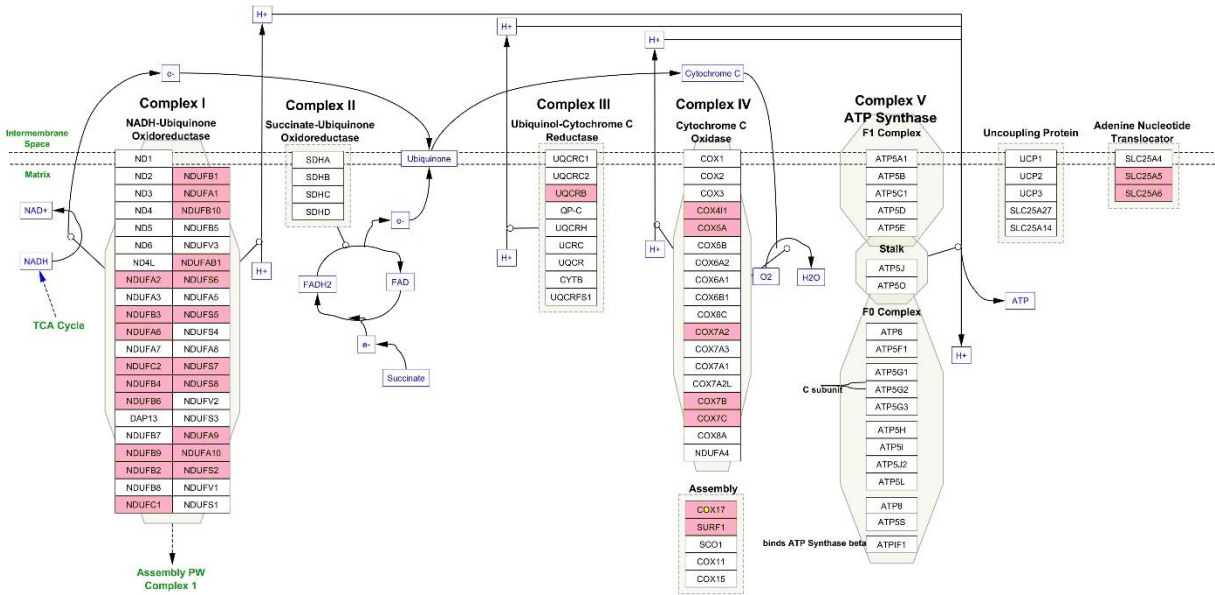 H+
H+
H+
e-
Cytochrome C
Complex I
NADH-Ubiquinone
Oxidoreductase
Complex II
Succinate-Ubiquinone
Oxidoreductase
Complex III
Ubiquinol-Cytochrome C
Reductase
Complex IV
Cytochrome C
Oxidase
Complex V
ATP Synthase
F1 Complex
Uncoupling Protein
Adenine Nucleotide
Translocator
Intermembrane
Space
Matrix
NAD+
NADH
TCA Cycle
ND1
ND2 NDUFB1
ND3 NDUFA1
ND4 NDUFB10
ND5 NDUFB5
ND6 NDUFV3
ND4L NDUFAB1
NDUFA2 NDUFS6
NDUFA3 NDUFA5
NDUFB3 NDUFS5
NDUFA6 NDUFS4
NDUFA7 NDUFA8
NDUFC2 NDUFS7
NDUFB4 NDUFS8
NDUFB6 NDUFV2
DAP13 NDUFS3
NDUFB7 NDUFA9
NDUFB9 NDUFA10
NDUFB2 NDUFS2
NDUFB8 NDUFV1
NDUFC1 NDUFS1
Assembly PW
Complex 1
H+
SDHA
SDHB
SDHC
SDHD
Ubiquinone
e-
FADH2
FAD
e-
Succinate
UQCRC1
UQCRC2
UQCRB
QP-C
UQCRH
UCRC
UQCR
CYTB
UQCRFS1
H+
COX1
COX2
COX3
COX4I1
COX5A
COX5B
COX6A2
COX6A1
COX6B1
COX6C
COX7A2
COX7A3
COX7A1
COX7A2L
COX7B
COX7C
COX8A
NDUFA4
H+
O2
H2O
Assembly
COX17
SURF1
SCO1
COX11
COX15
ATP5A1
ATP5B
ATP5C1
ATP5D
ATP5E
Stalk
ATP5J
ATP5O
F0 Complex
ATP6
ATP5F1
ATP5G1
C subunit
ATP5G2
ATP5G3
ATP5H
ATP5I
ATP5J2
ATP5L
ATP8
ATP5S
binds ATP Synthase beta
ATPIF1
ATP
H+
UCP1
UCP2
UCP3
SLC25A27
SLC25A14
SLC25A4
SLC25A5
SLC25A6